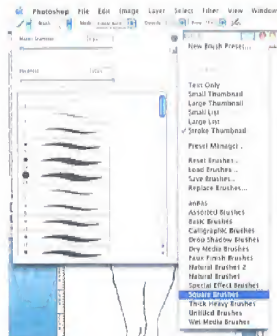 Photoshop File Edit Image Layer Select Filter View Window
Brush: Mode: Opacity:
Master Diameter
Hardness
New Brush Preset...
Text Only
Small Thumbnail
Large Thumbnail
Small List
Large List
✓ Stroke Thumbnail
Preset Manager...
Reset Brushes...
Load Brushes...
Save Brushes...
Replace Brushes...
Assorted Brushes
Basic Brushes
Calligraphic Brushes
Drop Shadow Brushes
Dry Media Brushes
Faux Finish Brushes
Natural Brushes 2
Natural Brushes
Special Effect Brushes
Square Brushes
Thick Heavy Brushes
Untitled Brushes
Wet Media Brushes